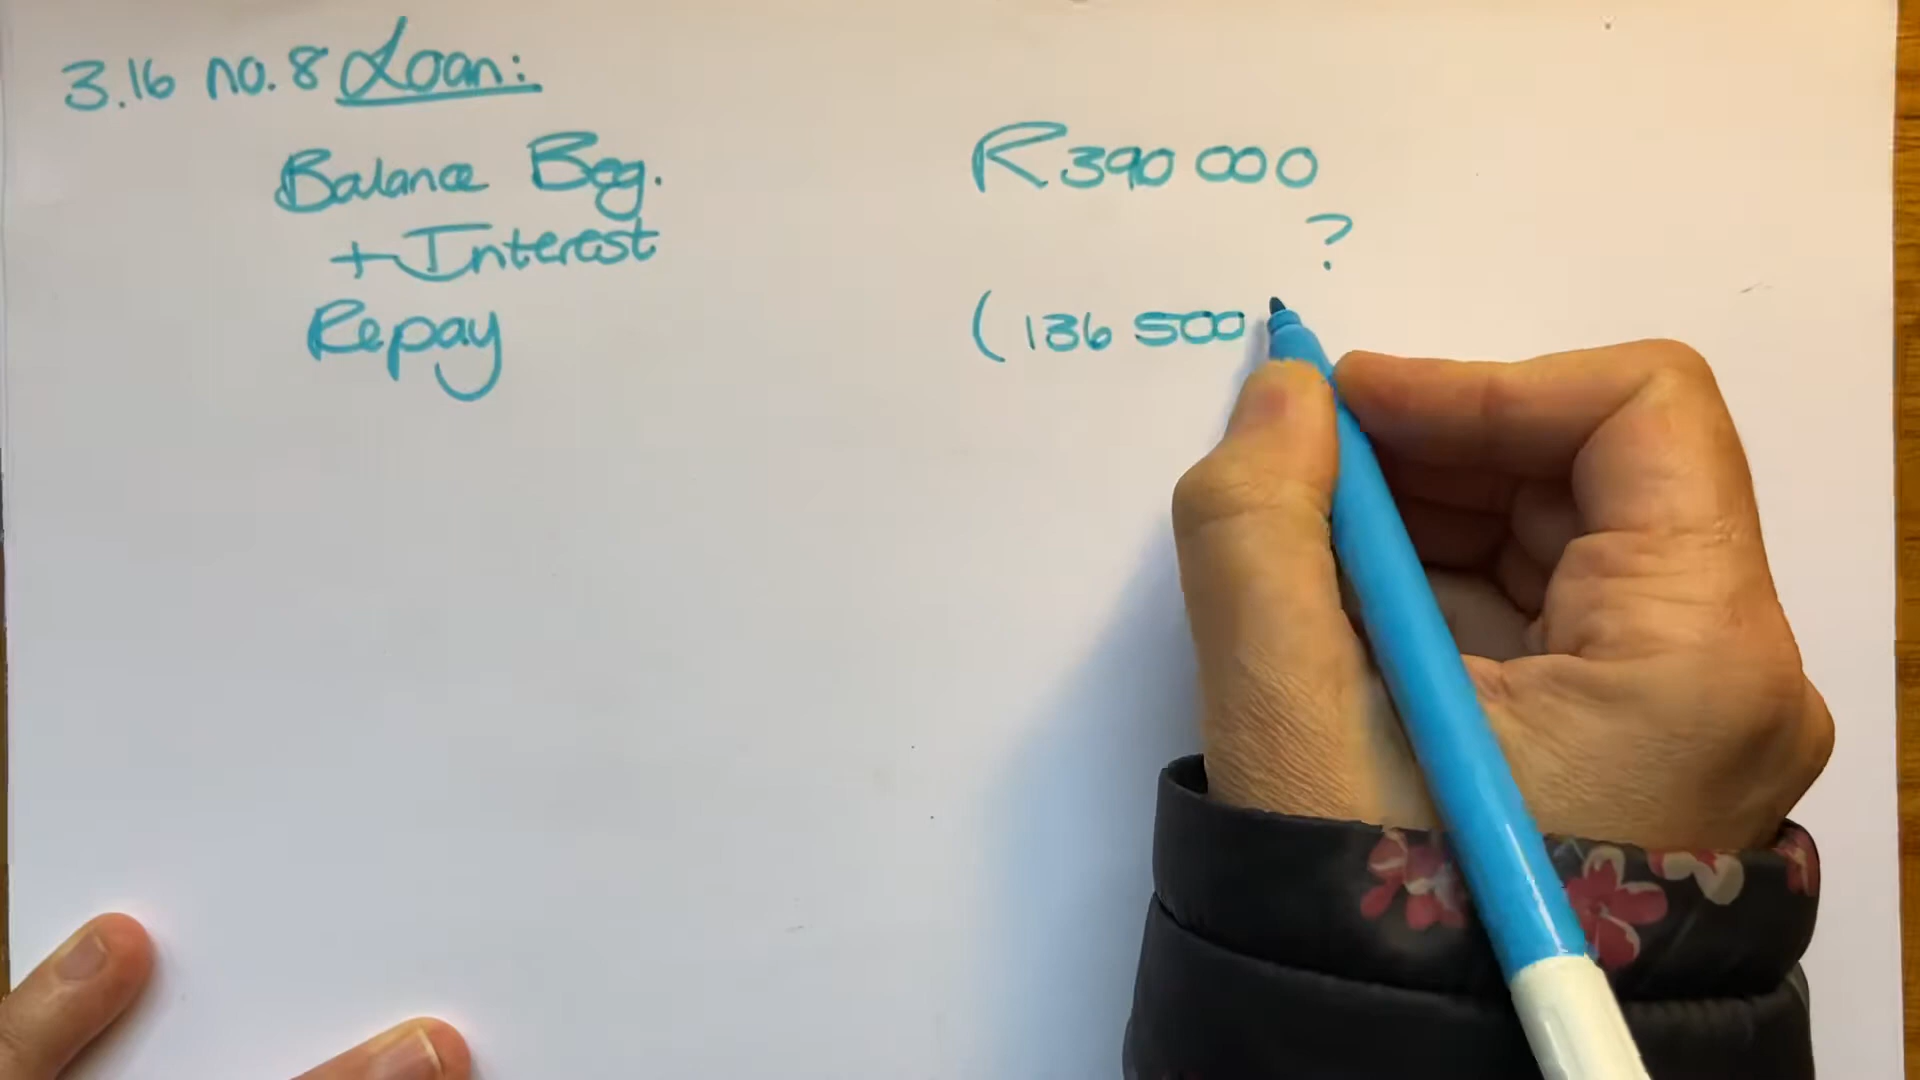 3.16 no. 8 Loan:
Balance Beg. R390 000
+ Interest ?
Repay (136 500